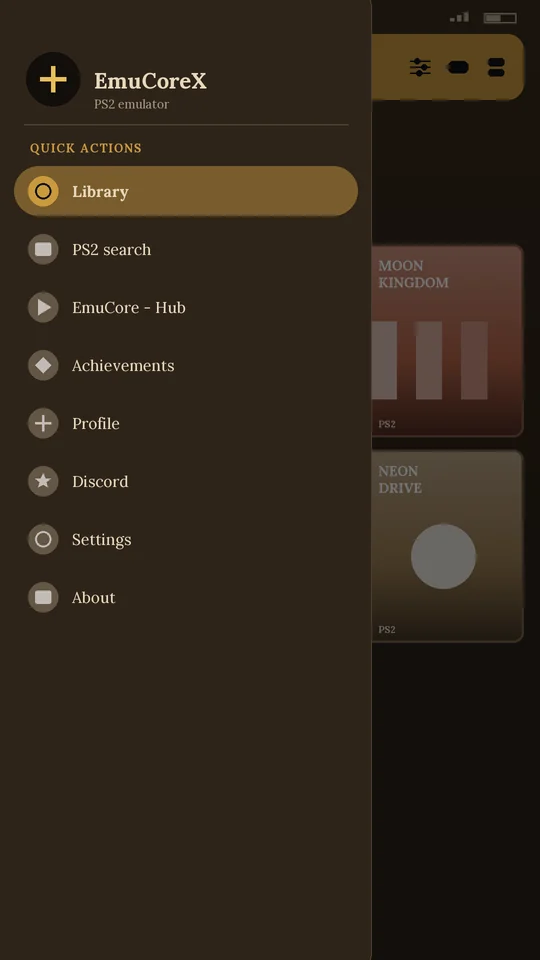 EmuCoreX
PS2 emulator
QUICK ACTIONS
Library
PS2 search
EmuCore - Hub
Achievements
Profile
Discord
Settings
About
MOON
KINGDOM
PS2
NEON
DRIVE
PS2